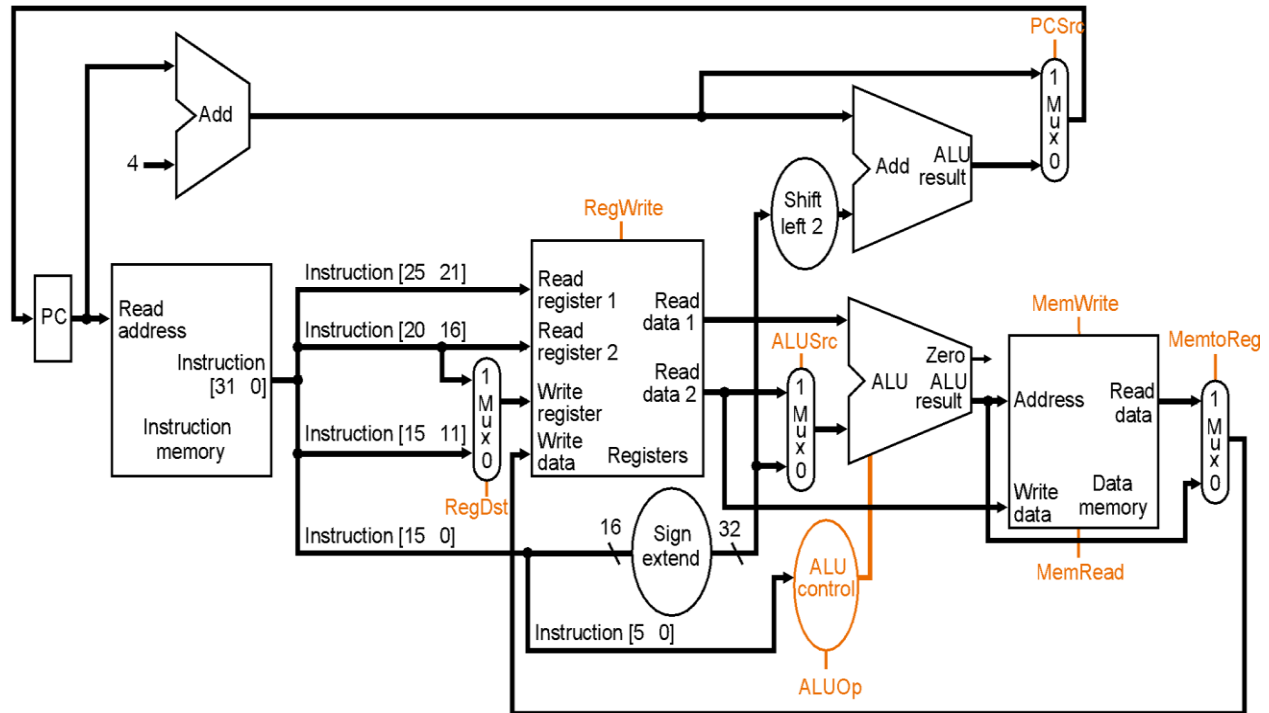 PCSrc
1
M
u
x
0
Add
4
Add
ALU
result
Shift
left 2
RegWrite
PC
Read
address
Instruction
[31 0]
Instruction
memory
Instruction [25 21]
Instruction [20 16]
Instruction [15 11]
Instruction [15 0]
1
M
u
x
0
RegDst
Read
register 1
Read
register 2
Write
register
Write
data
Read
data 1
Read
data 2
Registers
ALUSrc
1
M
u
x
0
Zero
ALU
ALU
result
MemWrite
Address
Read
data
Write
data
Data
memory
MemRead
MemtoReg
1
M
u
x
0
16
Sign
extend
32
ALU
control
Instruction [5 0]
ALUOp